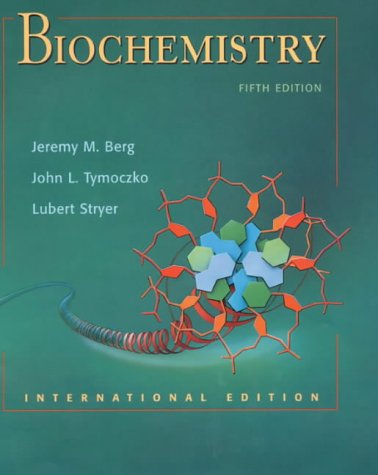 BIOCHEMISTRY
FIFTH EDITION
Jeremy M. Berg
John L. Tymoczko
Lubert Stryer
INTERNATIONAL EDITION